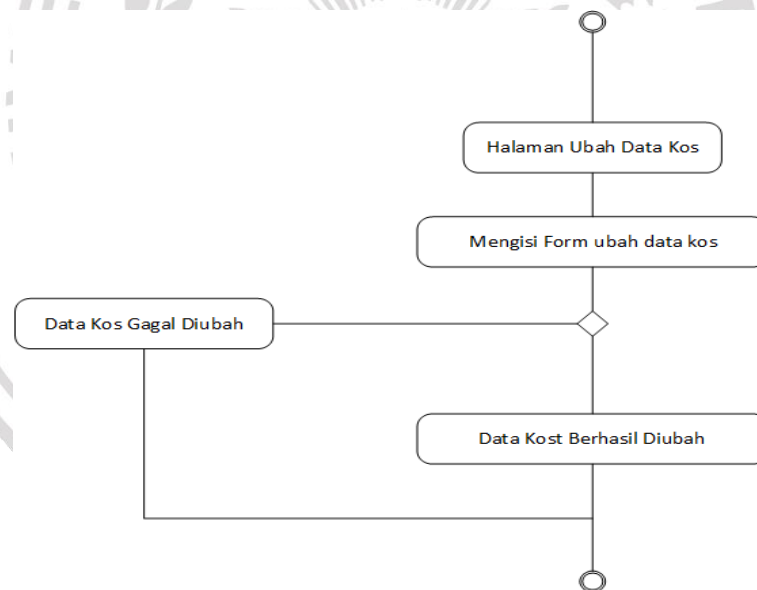 Halaman Ubah Data Kos
Mengisi Form ubah data kos
Data Kos Gagal Diubah
Data Kost Berhasil Diubah